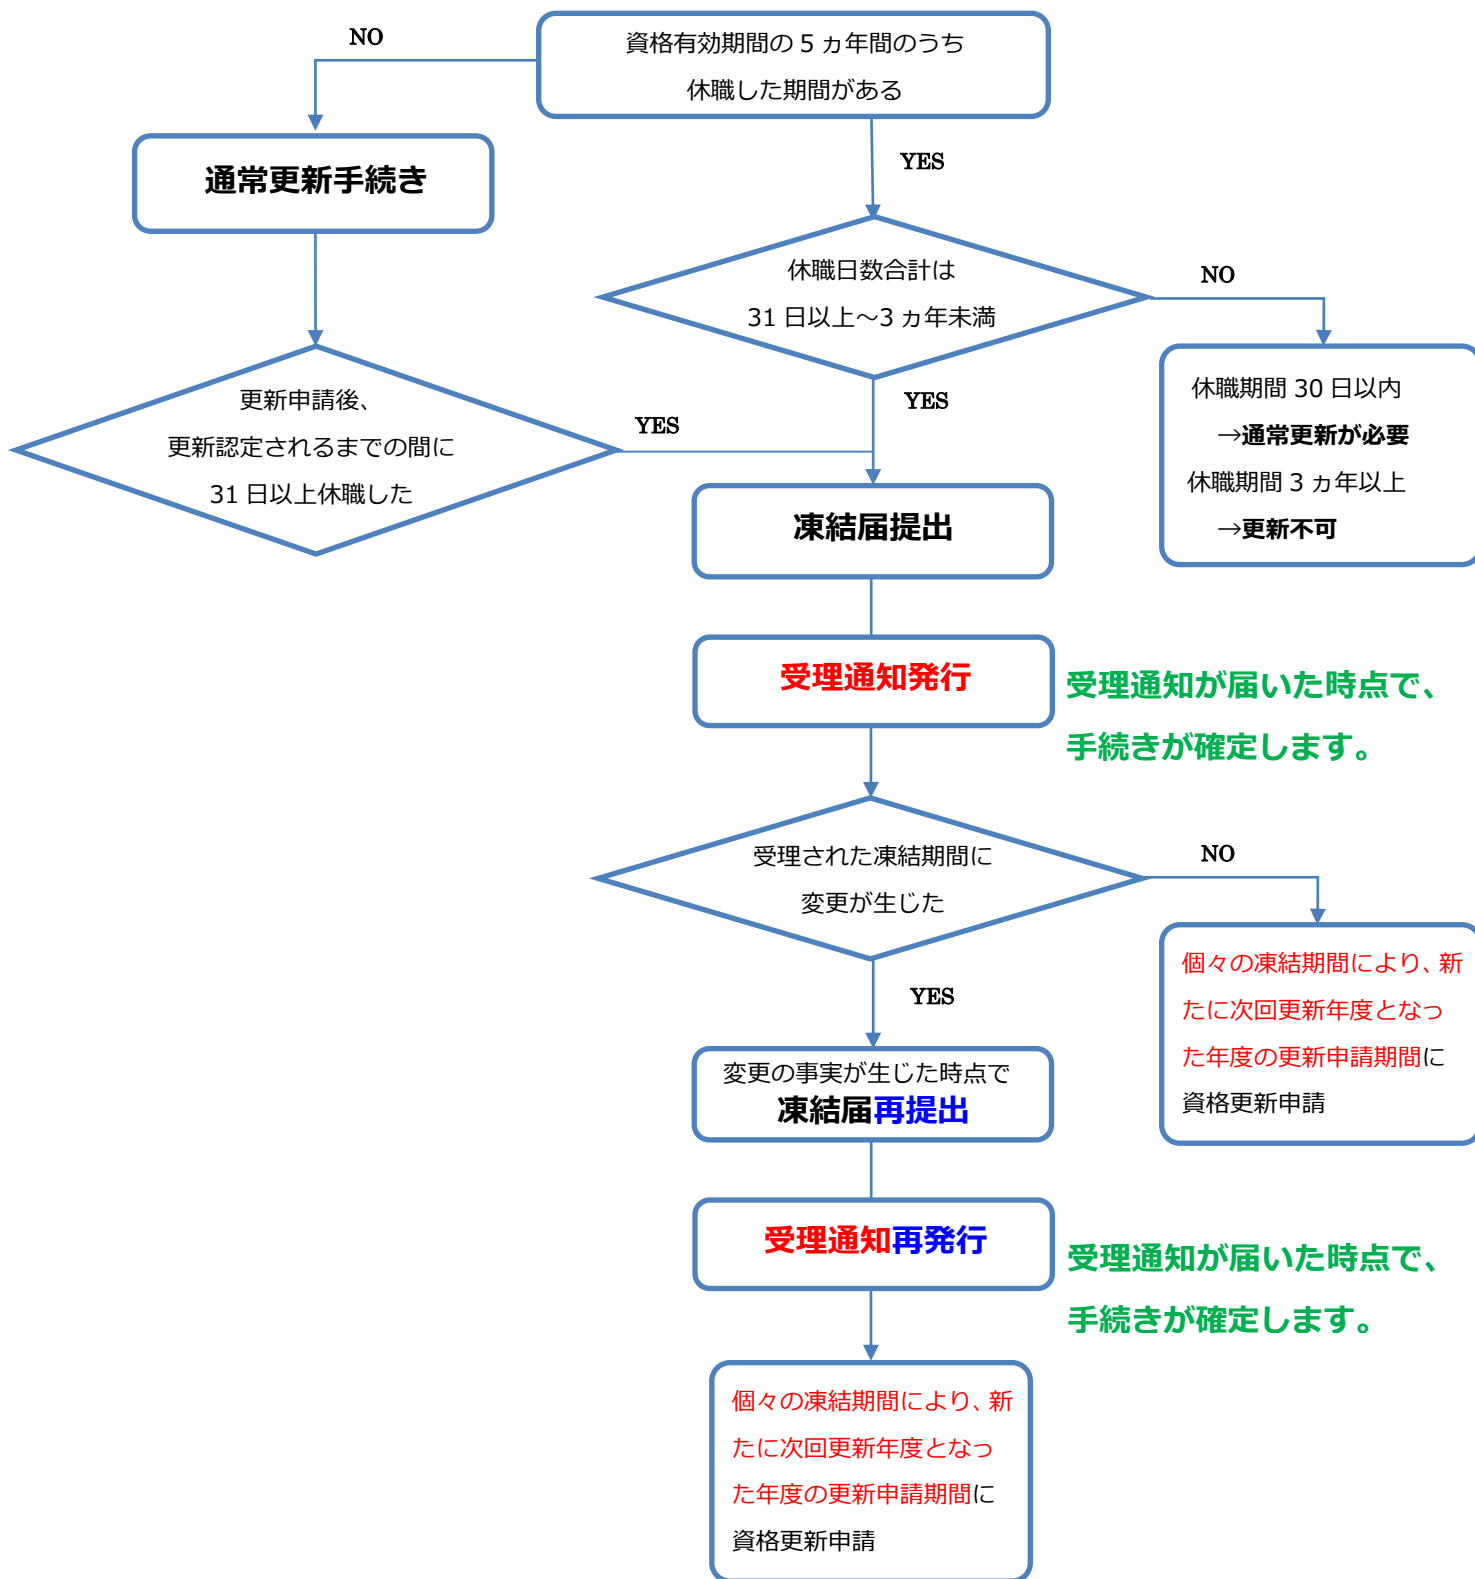 資格有効期間の 5 ヵ年間のうち
休職した期間がある
NO
YES
通常更新手続き
休職日数合計は
31 日以上～3 ヵ年未満
NO
YES
更新申請後、
更新認定されるまでの間に
31 日以上休職した
YES
休職期間 30 日以内
→通常更新が必要
休職期間 3 ヵ年以上
→更新不可
凍結届提出
受理通知発行
受理通知が届いた時点で、
手続きが確定します。
受理された凍結期間に
変更が生じた
NO
YES
個々の凍結期間により、新
たに次回更新年度となっ
た年度の更新申請期間に
資格更新申請
変更の事実が生じた時点で
凍結届再提出
受理通知再発行
受理通知が届いた時点で、
手続きが確定します。
個々の凍結期間により、新
たに次回更新年度となっ
た年度の更新申請期間に
資格更新申請